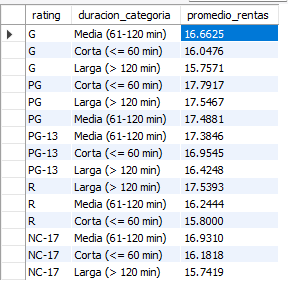 rating duracion_categoria promedio_rentas
G Media (61-120 min) 16.6625
G Corta (<= 60 min) 16.0476
G Larga (> 120 min) 15.7571
PG Corta (<= 60 min) 17.7917
PG Larga (> 120 min) 17.5467
PG Media (61-120 min) 17.4881
PG-13 Media (61-120 min) 17.3846
PG-13 Corta (<= 60 min) 16.9545
PG-13 Larga (> 120 min) 16.4248
R Larga (> 120 min) 17.5393
R Media (61-120 min) 16.2444
R Corta (<= 60 min) 15.8000
NC-17 Media (61-120 min) 16.9310
NC-17 Corta (<= 60 min) 16.1818
NC-17 Larga (> 120 min) 15.7419